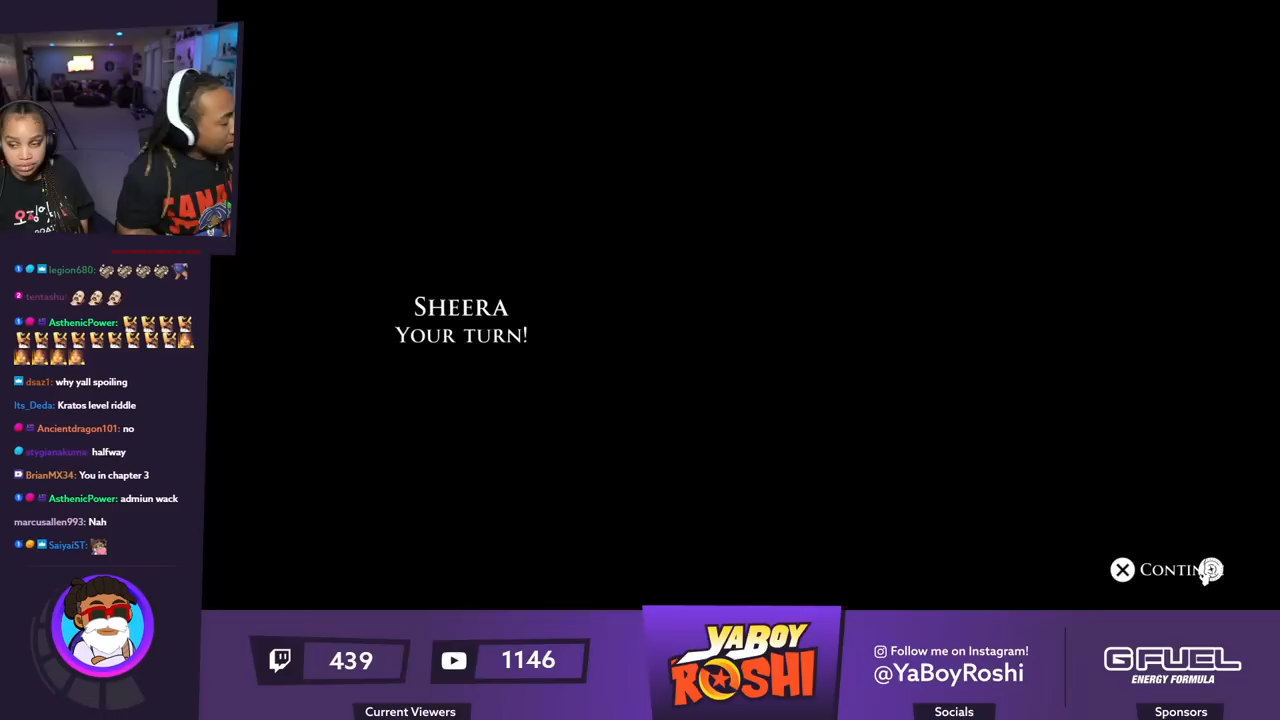 legion680:
tentashu:
AsthenicPower:
dsaz1: why yall spoiling
Its_Deda: Kratos level riddle
Ancientdragon101: no
halfway
BrianMX34: You in chapter 3
AsthenicPower: admiun wack
marcusallen993: Nah
SaiyaiST:
SHEERA
YOUR TURN!
439
1146
Current Viewers
YABOY
ROSHI
Follow me on Instagram!
@YaBoyRoshi
Socials
G FUEL
ENERGY FORMULA
Sponsors